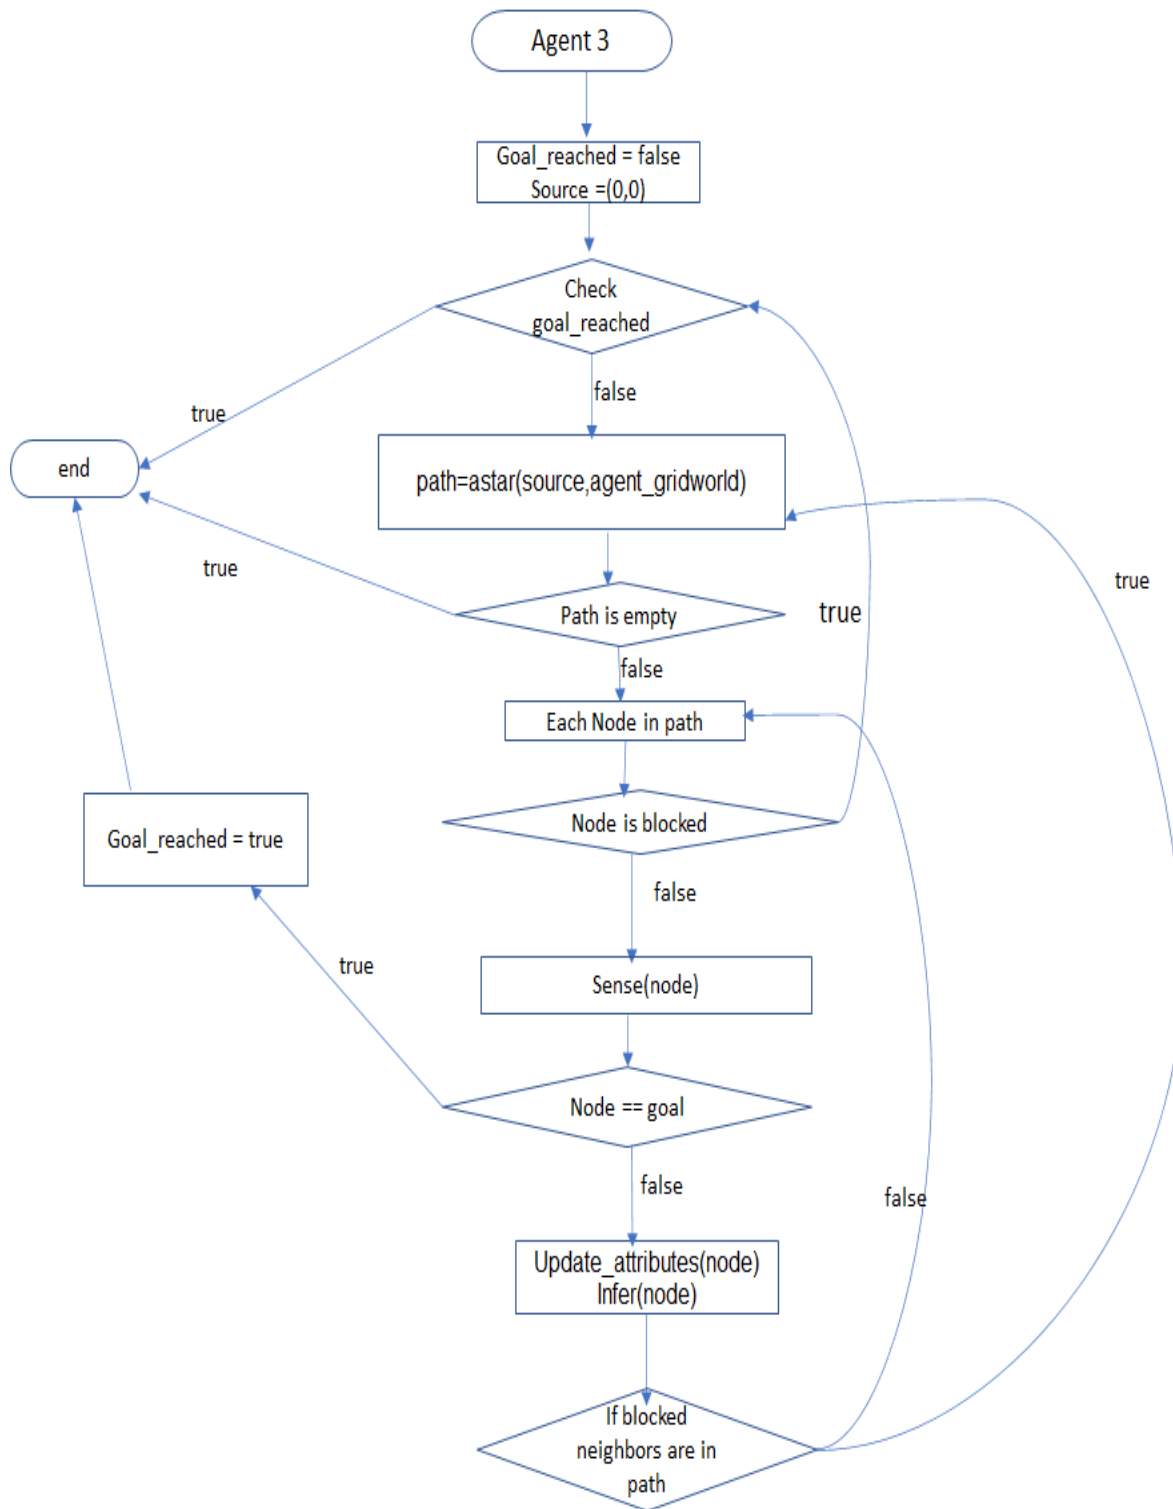 Agent 3
Goal_reached = false
Source =(0,0)
Check
goal_reached
false
true
end
path=astar(source,agent_gridworld)
true
true
Path is empty
true
false
Each Node in path
Node is blocked
Goal_reached = true
false
true
Sense(node)
Node == goal
false
false
Update_attributes(node)
Infer(node)
If blocked
neighbors are in
path